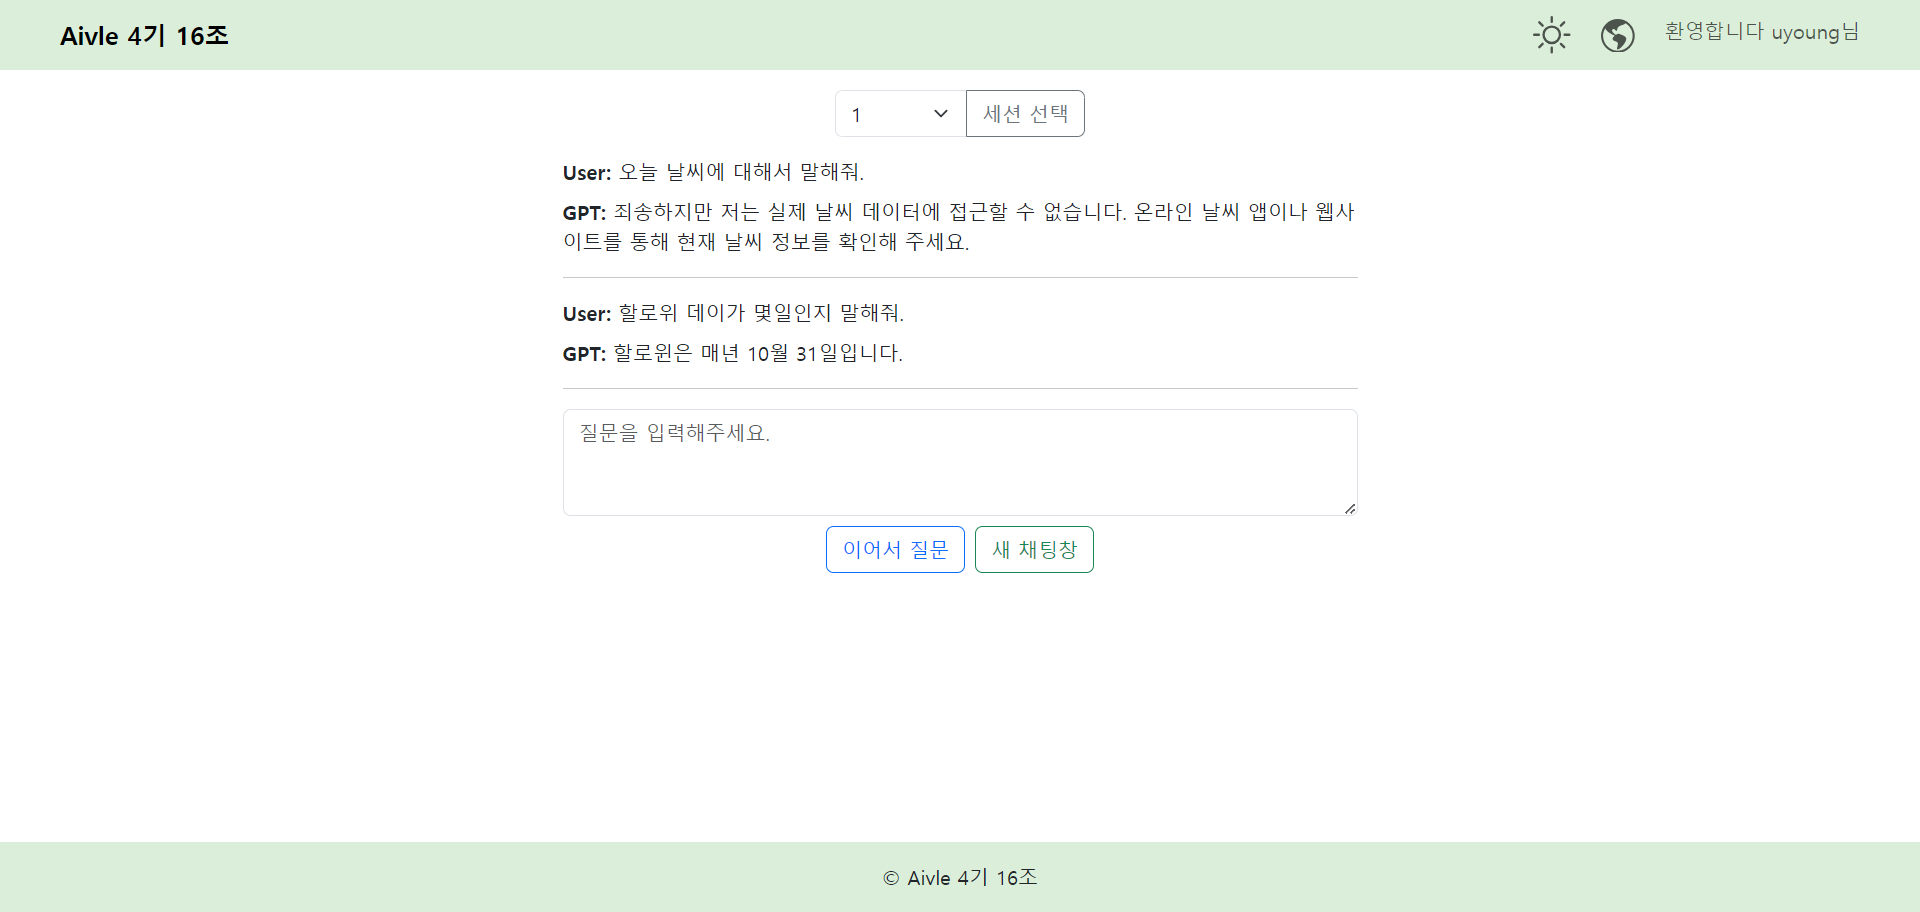 Aivle 4기 16조
환영합니다 uyoung님
1
세션 선택
User: 오늘 날씨에 대해서 말해줘.
GPT: 죄송하지만 저는 실제 날씨 데이터에 접근할 수 없습니다. 온라인 날씨 앱이나 웹사
이트를 통해 현재 날씨 정보를 확인해 주세요.
User: 할로위 데이가 몇일인지 말해줘.
GPT: 할로윈은 매년 10월 31일입니다.
질문을 입력해주세요.
이어서 질문
새 채팅창
© Aivle 4기 16조